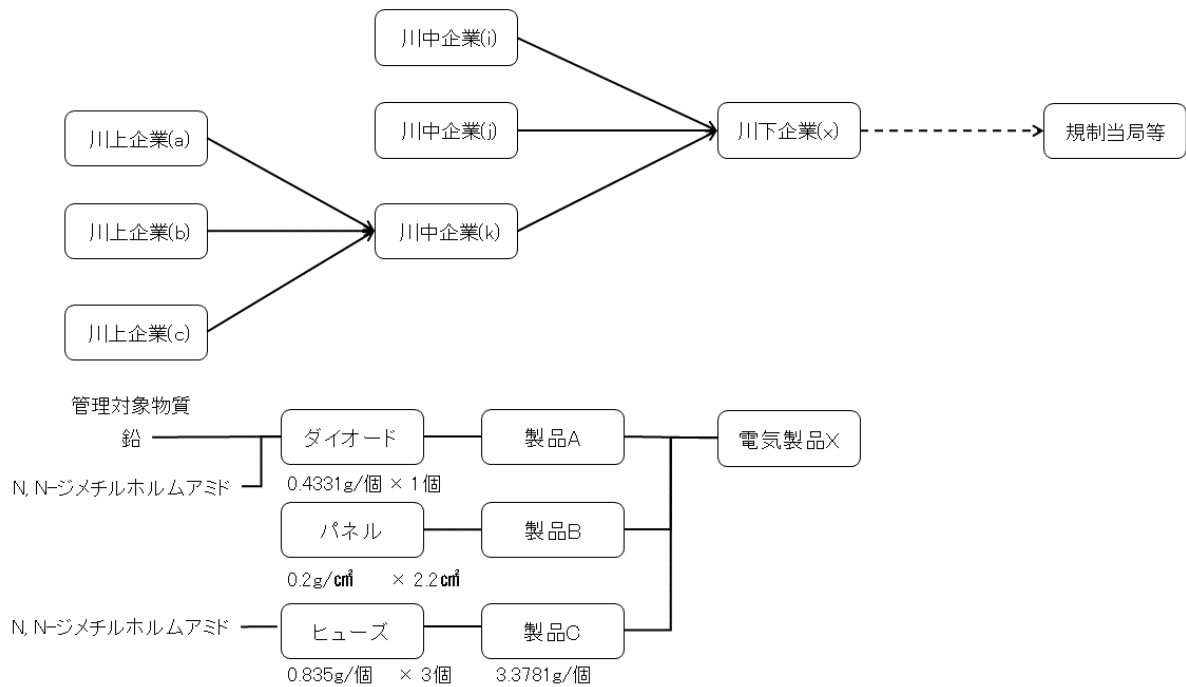 川中企業(i)
川上企業(a)
川中企業(j)
川下企業(x)
規制当局等
川上企業(b)
川中企業(k)
川上企業(c)
管理対象物質
鉛
ダイオード
製品A
電気製品X
N, N-ジメチルホルムアミド
0.4331g/個 × 1個
パネル
製品B
0.2g/c㎡ × 2.2c㎡
N, N-ジメチルホルムアミド
ヒューズ
製品C
0.835g/個 × 3個
3.3781g/個